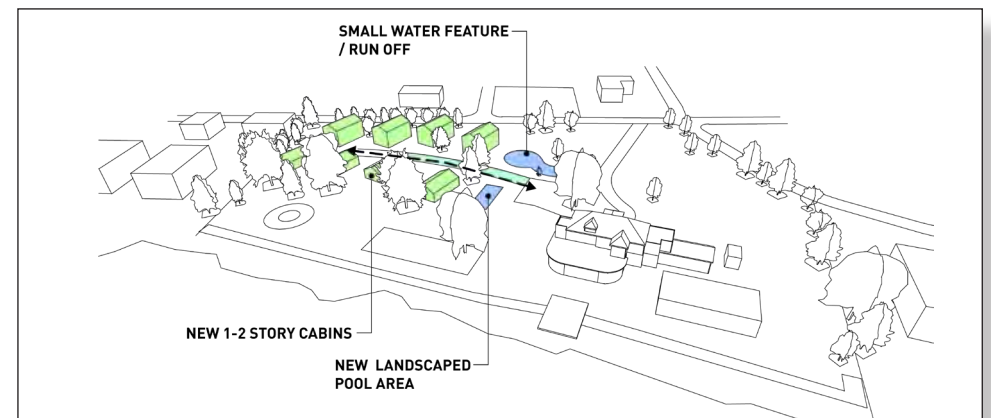 SMALL WATER FEATURE
/ RUN OFF
NEW 1-2 STORY CABINS
NEW LANDSCAPED
POOL AREA